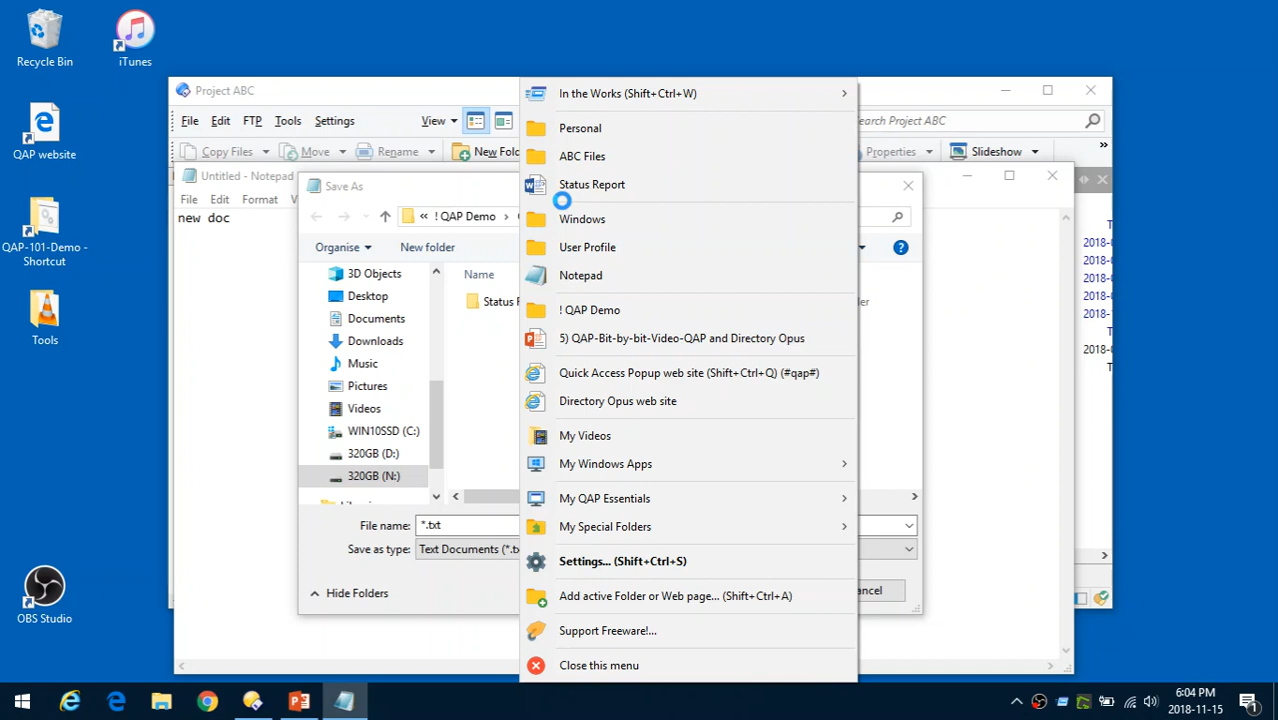 Recycle Bin
iTunes
QAP website
QAP-101-Demo -
Shortcut
Tools
OBS Studio
Project ABC
File Edit FTP Tools Settings
View
Search Project ABC
Copy Files Move Rename New Fol
Properties Slideshow »
Untitled - Notepad
File Edit Format
new doc
Save As
« ! QAP Demo ›
Organise New folder
3D Objects
Desktop
Documents
Downloads
Music
Pictures
Videos
WIN10SSD (C:)
320GB (D:)
320GB (N:)
Name
File name: *.txt
Save as type: Text Documents (*.tx
Hide Folders
ancel
In the Works (Shift+Ctrl+W)
Personal
ABC Files
Status Report
Windows
User Profile
Notepad
! QAP Demo
5) QAP-Bit-by-bit-Video-QAP and Directory Opus
Quick Access Popup web site (Shift+Ctrl+Q) (#qap#)
Directory Opus web site
My Videos
My Windows Apps
My QAP Essentials
My Special Folders
Settings... (Shift+Ctrl+S)
Add active Folder or Web page... (Shift+Ctrl+A)
Support Freeware!...
Close this menu
6:04 PM
2018-11-15
1